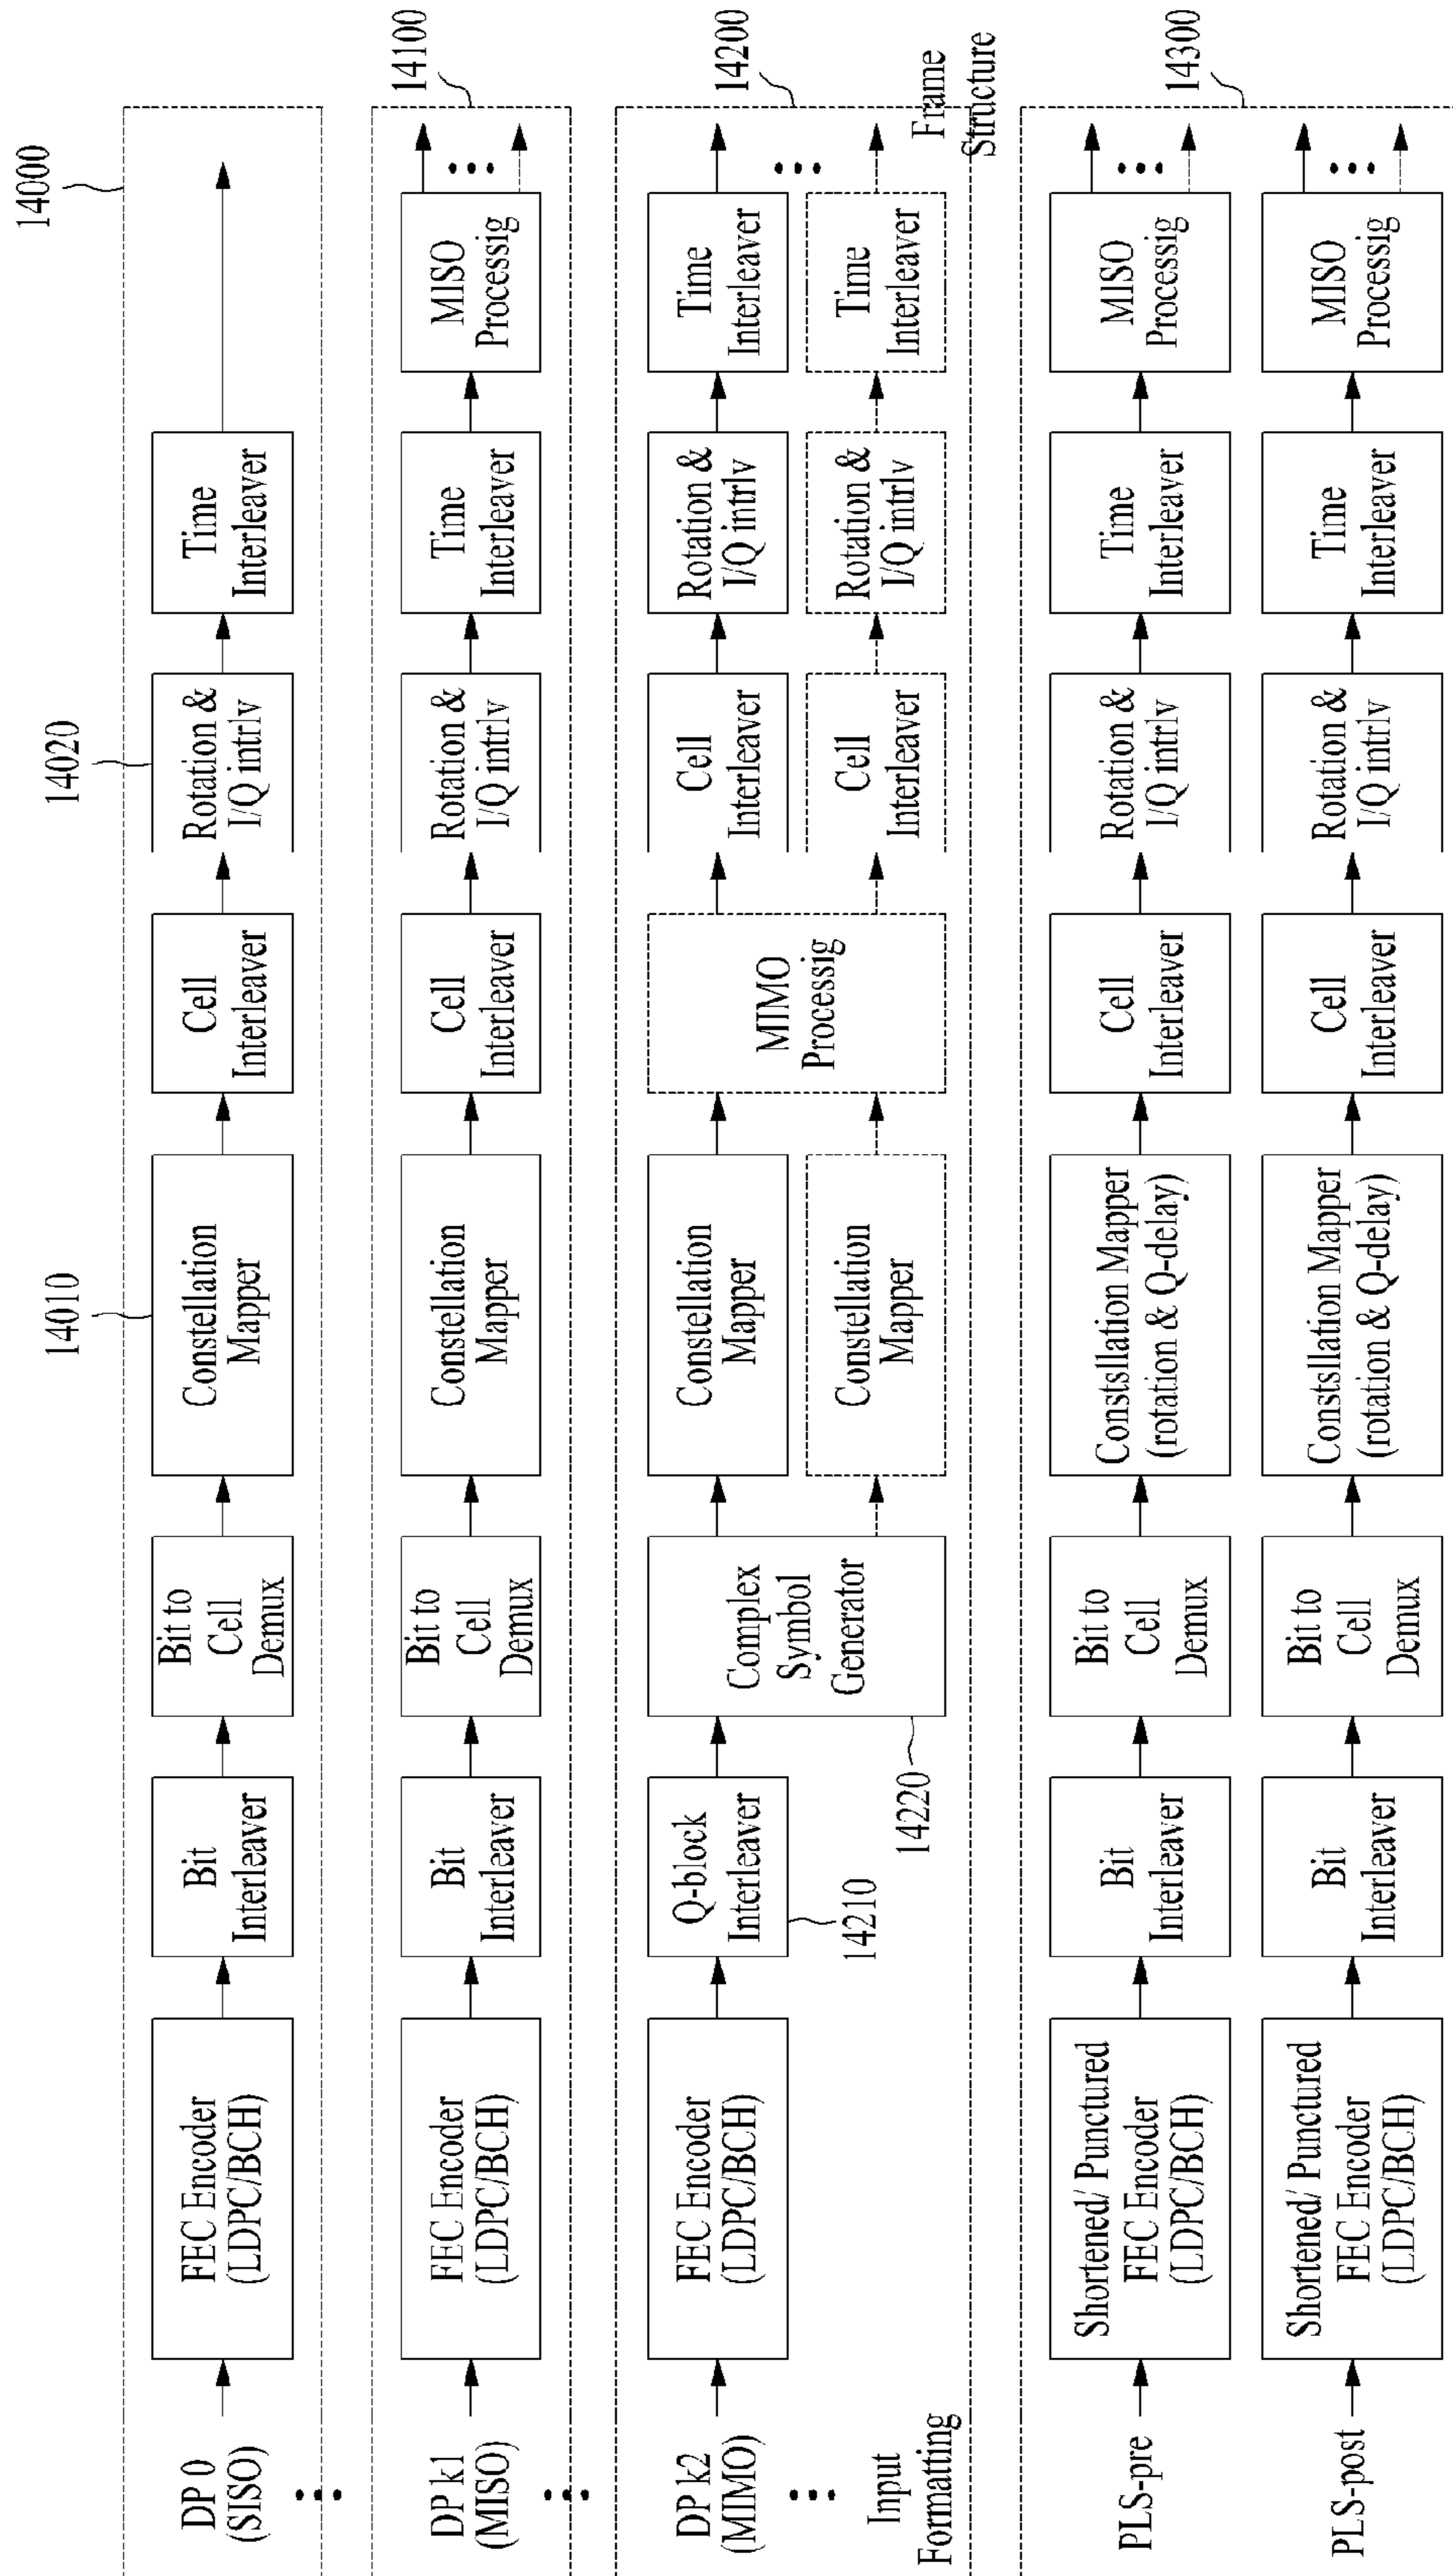 14000
14010
14020
DP 0
(SISO)
FEC Encoder
(LDPC/BCH)
Bit
Interleaver
Bit to
Cell
Demux
Constellation
Mapper
Cell
Interleaver
Rotation &
I/Q intrlv
Time
Interleaver
14100
DP k1
(MISO)
FEC Encoder
(LDPC/BCH)
Bit
Interleaver
Bit to
Cell
Demux
Constellation
Mapper
Cell
Interleaver
Rotation &
I/Q intrlv
Time
Interleaver
MISO
Processig
14200
DP k2
(MIMO)
FEC Encoder
(LDPC/BCH)
Q-block
Interleaver
14210
Complex
Symbol
Generator
14220
Constellation
Mapper
Constellation
Mapper
MIMO
Processig
Cell
Interleaver
Rotation &
I/Q intrlv
Time
Interleaver
Cell
Interleaver
Rotation &
I/Q intrlv
Time
Interleaver
Input
Formatting
Frame
Structure
14300
PLS-pre
Shortened/ Punctured
FEC Encoder
(LDPC/BCH)
Bit
Interleaver
Bit to
Cell
Demux
Constsllation Mapper
(rotation & Q-delay)
Cell
Interleaver
Rotation &
I/Q intrlv
Time
Interleaver
MISO
Processig
PLS-post
Shortened/ Punctured
FEC Encoder
(LDPC/BCH)
Bit
Interleaver
Bit to
Cell
Demux
Constsllation Mapper
(rotation & Q-delay)
Cell
Interleaver
Rotation &
I/Q intrlv
Time
Interleaver
MISO
Processig